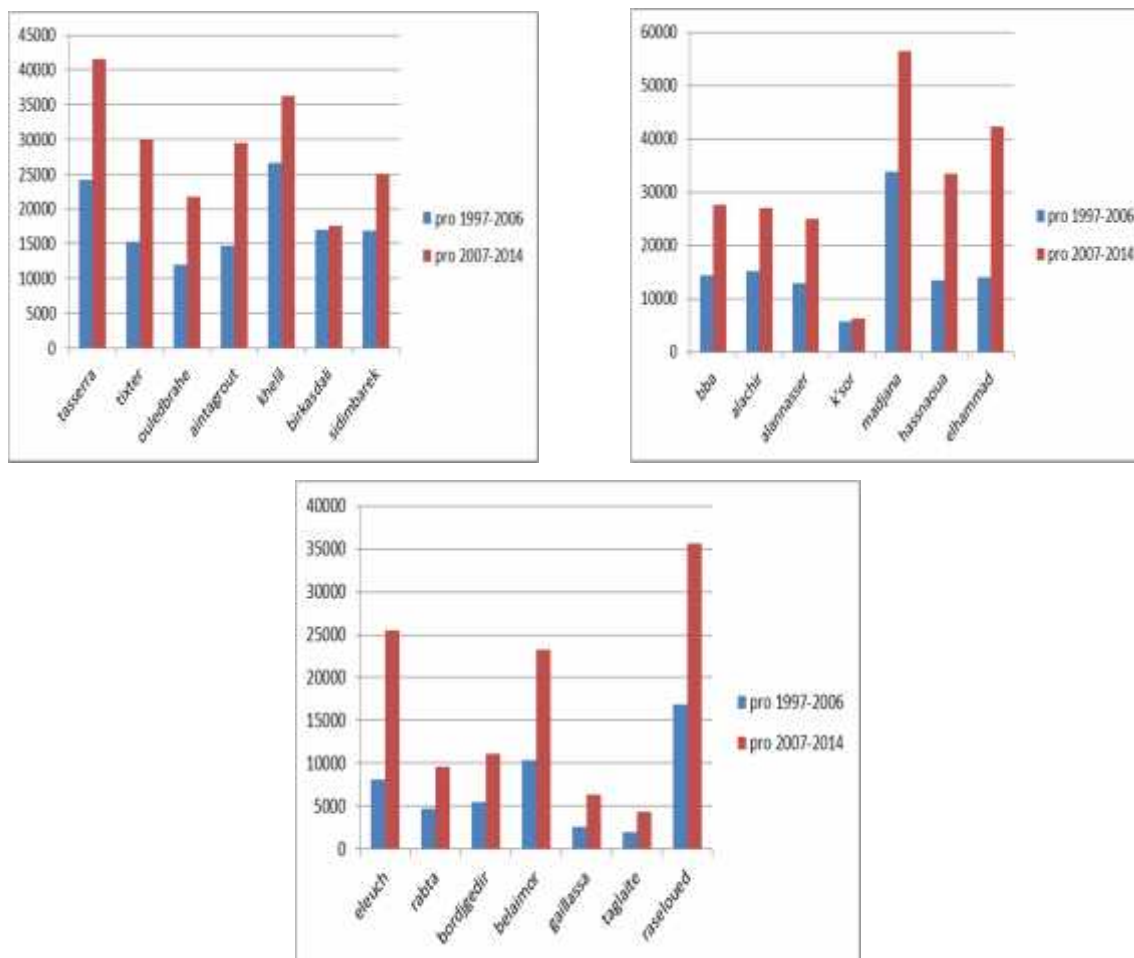 45000
40000
35000
30000
25000
20000
15000
10000
5000
0
tasserra
tixter
ouledbrahe
aintagrout
khelil
birkasdali
sidimbarek
pro 1997-2006
pro 2007-2014
60000
50000
40000
30000
20000
10000
0
bba
alachir
alannasser
k'sor
madjana
hassnaoua
elhammad
pro 1997-2006
pro 2007-2014
40000
35000
30000
25000
20000
15000
10000
5000
0
eleuch
rabta
bordjgedir
belaimor
gaillassa
taglaite
raseloued
pro 1997-2006
pro 2007-2014